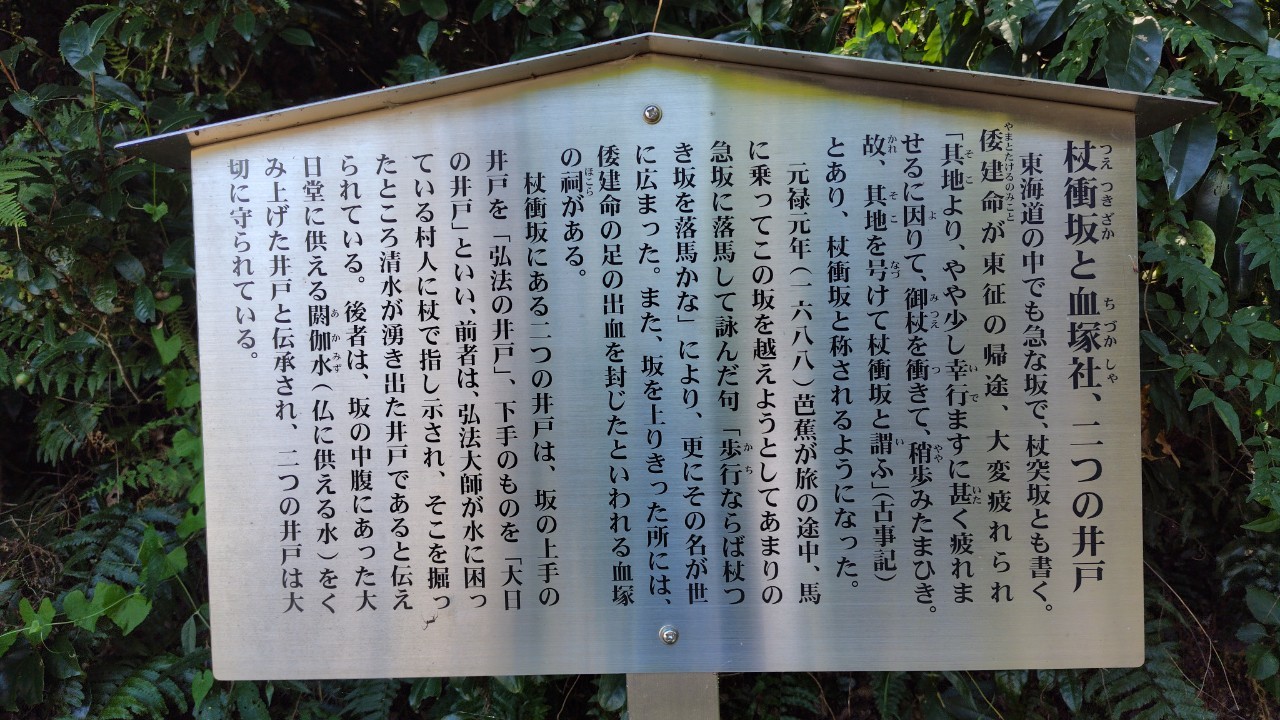 杖衝坂と血塚社、二つの井戸
東海道の中でも急な坂で、杖突坂とも書く。
倭建命が東征の帰途、大変疲れられ
「其地より、やや少し幸行ますに甚く疲れま
せるに因りて、御杖を衝きて、稍歩みたまひき。
故、其地を号けて杖衝坂と謂ふ」(古事記)
とあり、杖衝坂と称されるようになった。
元禄元年(一六八八)芭蕉が旅の途中、馬
に乗ってこの坂を越えようとしてあまりの
急坂に落馬して詠んだ句「歩行ならば杖つ
き坂を落馬かな」により、更にその名が世
に広まった。また、坂を上りきった所には、
倭建命の足の出血を封じたといわれる血塚
の祠がある。
杖衝坂にある二つの井戸は、坂の上手の
井戸を「弘法の井戸」、下手のものを「大日
の井戸」といい、前者は、弘法大師が水に困っ
ている村人に杖で指し示され、そこを掘っ
たところ清水が湧き出た井戸であると伝え
られている。後者は、坂の中腹にあった大
日堂に供える閼伽水(仏に供える水)をく
み上げた井戸と伝承され、二つの井戸は大
切に守られている。